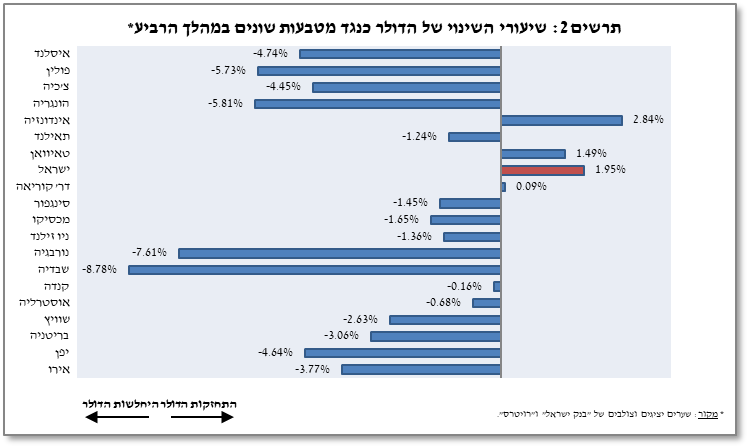 תרשים 2: שיעורי השינוי של הדולר כנגד מטבעות שונים במהלך הרביע*
איסלנד -4.74%
פולין -5.73%
צ'כיה -4.45%
הונגריה -5.81%
אינדונזיה 2.84%
תאילנד -1.24%
טאיוואן 1.49%
ישראל 1.95%
דר' קוריאה 0.09%
סינגפור -1.45%
מכסיקו -1.65%
ניו זילנד -1.36%
נורבגיה -7.61%
שבדיה -8.78%
קנדה -0.16%
אוסטרליה -0.68%
שוויץ -2.63%
בריטניה -3.06%
יפן -4.64%
אירו -3.77%
התחזקות הדולר היחלשות הדולר
* מקור: שערים יציגים וצולבים של "בנק ישראל" ו"רויטרס".